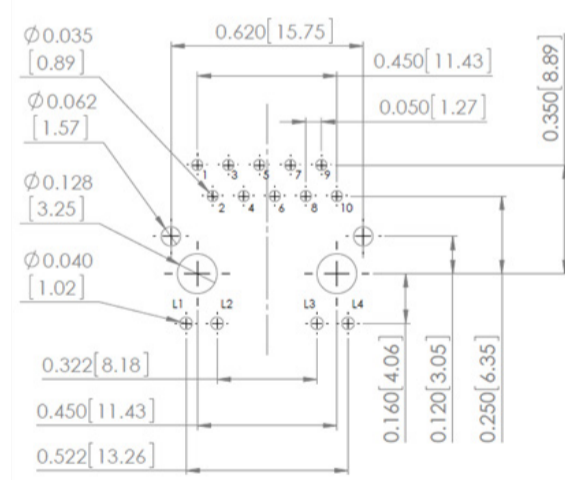 Ø0.035
[0.89]
0.620[15.75]
0.450[11.43]
0.350[8.89]
Ø0.062
[1.57]
0.050[1.27]
1 3 5 7 9
Ø0.128
[3.25]
2 4 6 8 10
Ø0.040
[1.02]
L1 L2 L3 L4
0.322[8.18]
0.450[11.43]
0.522[13.26]
0.160[4.06]
0.120[3.05]
0.250[6.35]